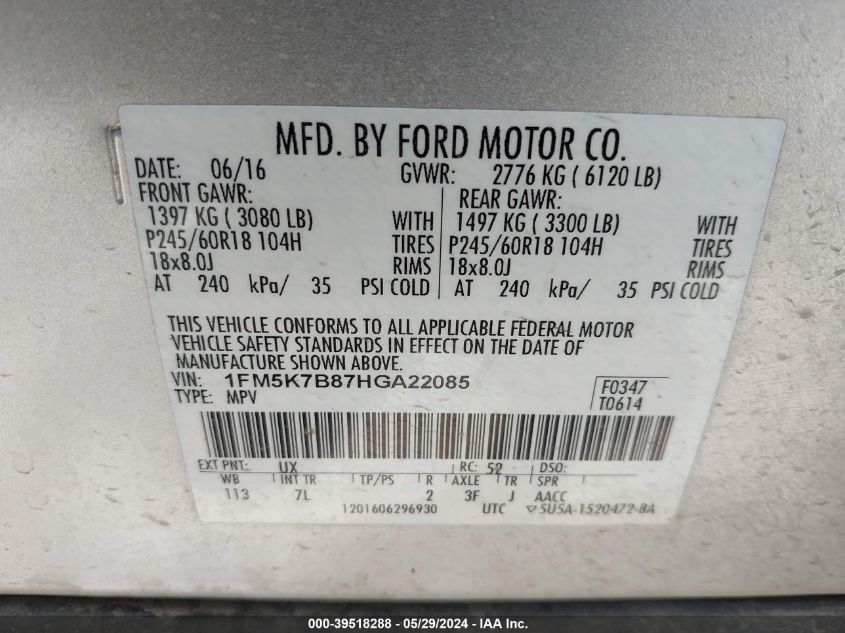 MFD. BY FORD MOTOR CO.
DATE: 06/16 GVWR: 2776 KG ( 6120 LB)
FRONT GAWR: REAR GAWR:
1397 KG ( 3080 LB) WITH 1497 KG ( 3300 LB) WITH
P245/60R18 104H TIRES P245/60R18 104H TIRES
18x8.0J RIMS 18x8.0J RIMS
AT 240 kPa/ 35 PSI COLD AT 240 kPa/ 35 PSI COLD
THIS VEHICLE CONFORMS TO ALL APPLICABLE FEDERAL MOTOR
VEHICLE SAFETY STANDARDS IN EFFECT ON THE DATE OF
MANUFACTURE SHOWN ABOVE.
VIN: 1FM5K7B87HGA22085 F0347
TYPE: MPV T0614
EXT PNT: UX RC: 52 DSO:
WB INT TR TP/PS R AXLE TR SPR
113 7L 2 3F J AACC
1201606296930 UTC ▽5U5A-1520472-BA
000-39518288 - 05/29/2024 - IAAI.com.